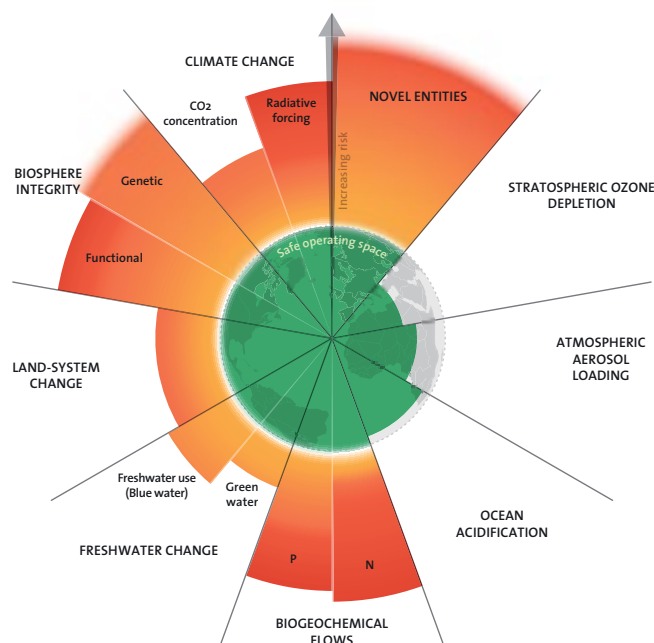 CLIMATE CHANGE
CO2
concentration
Radiative
forcing
NOVEL ENTITIES
Increasing risk
BIOSPHERE
INTEGRITY
Genetic
STRATOSPHERIC OZONE
DEPLETION
Safe operating space
Functional
LAND-SYSTEM
CHANGE
ATMOSPHERIC
AEROSOL
LOADING
Freshwater use
(Blue water)
Green
water
OCEAN
ACIDIFICATION
FRESHWATER CHANGE
P
N
BIOGEOCHEMICAL
FLOWS